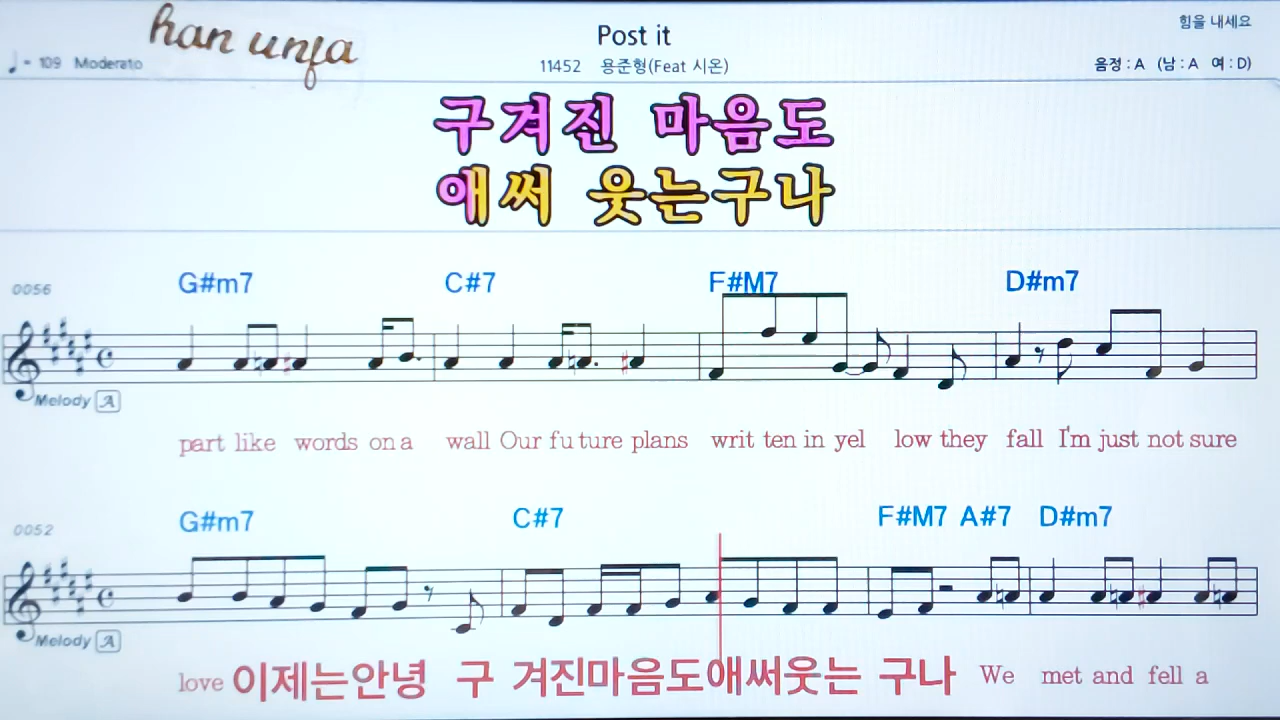 han unfa
Post it
힘을 내세요
♩= 109 Moderato
11452 용준형(Feat 시온)
음정 : A (남 : A 여 : D)
구겨진 마음도
애써 웃는구나
0056
G#m7 C#7 F#M7 D#m7
Melody A
part like words on a wall Our fu ture plans writ ten in yel low they fall I'm just not sure
0052
G#m7 C#7 F#M7 A#7 D#m7
Melody A
love 이제는안녕 구 겨진마음도애써웃는 구나 We met and fell a